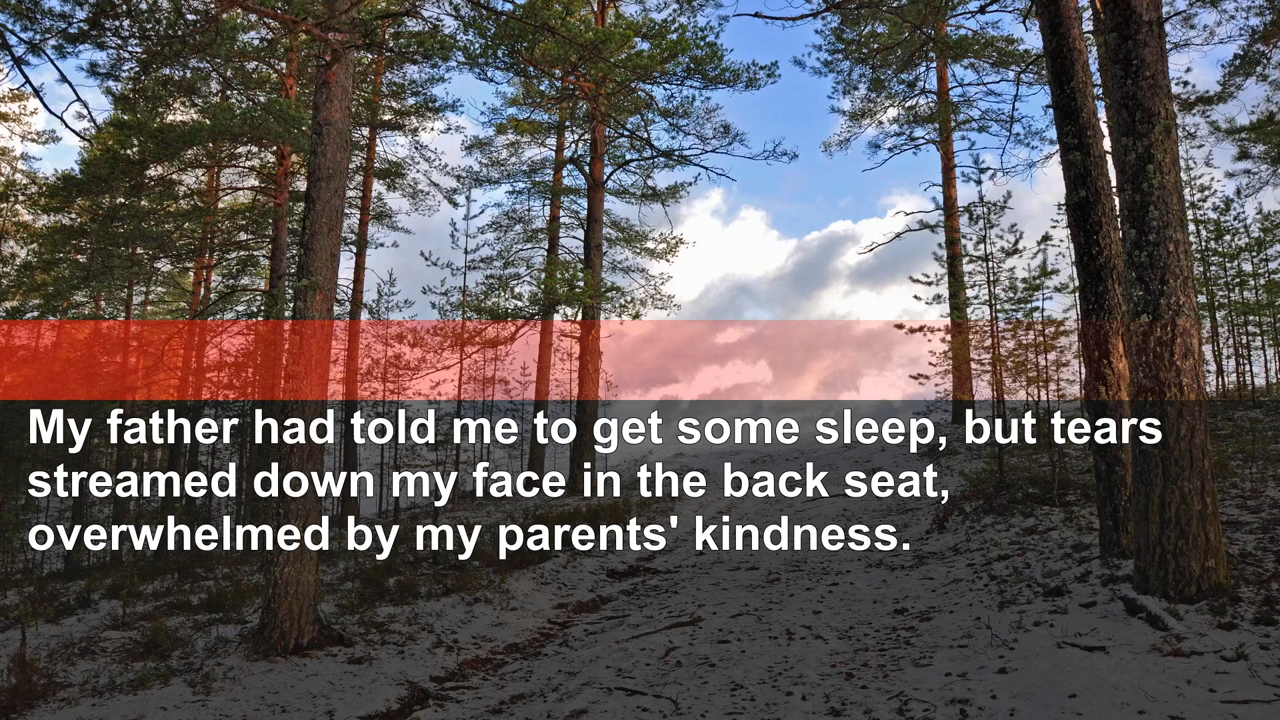 My father had told me to get some sleep, but tears
streamed down my face in the back seat,
overwhelmed by my parents' kindness.